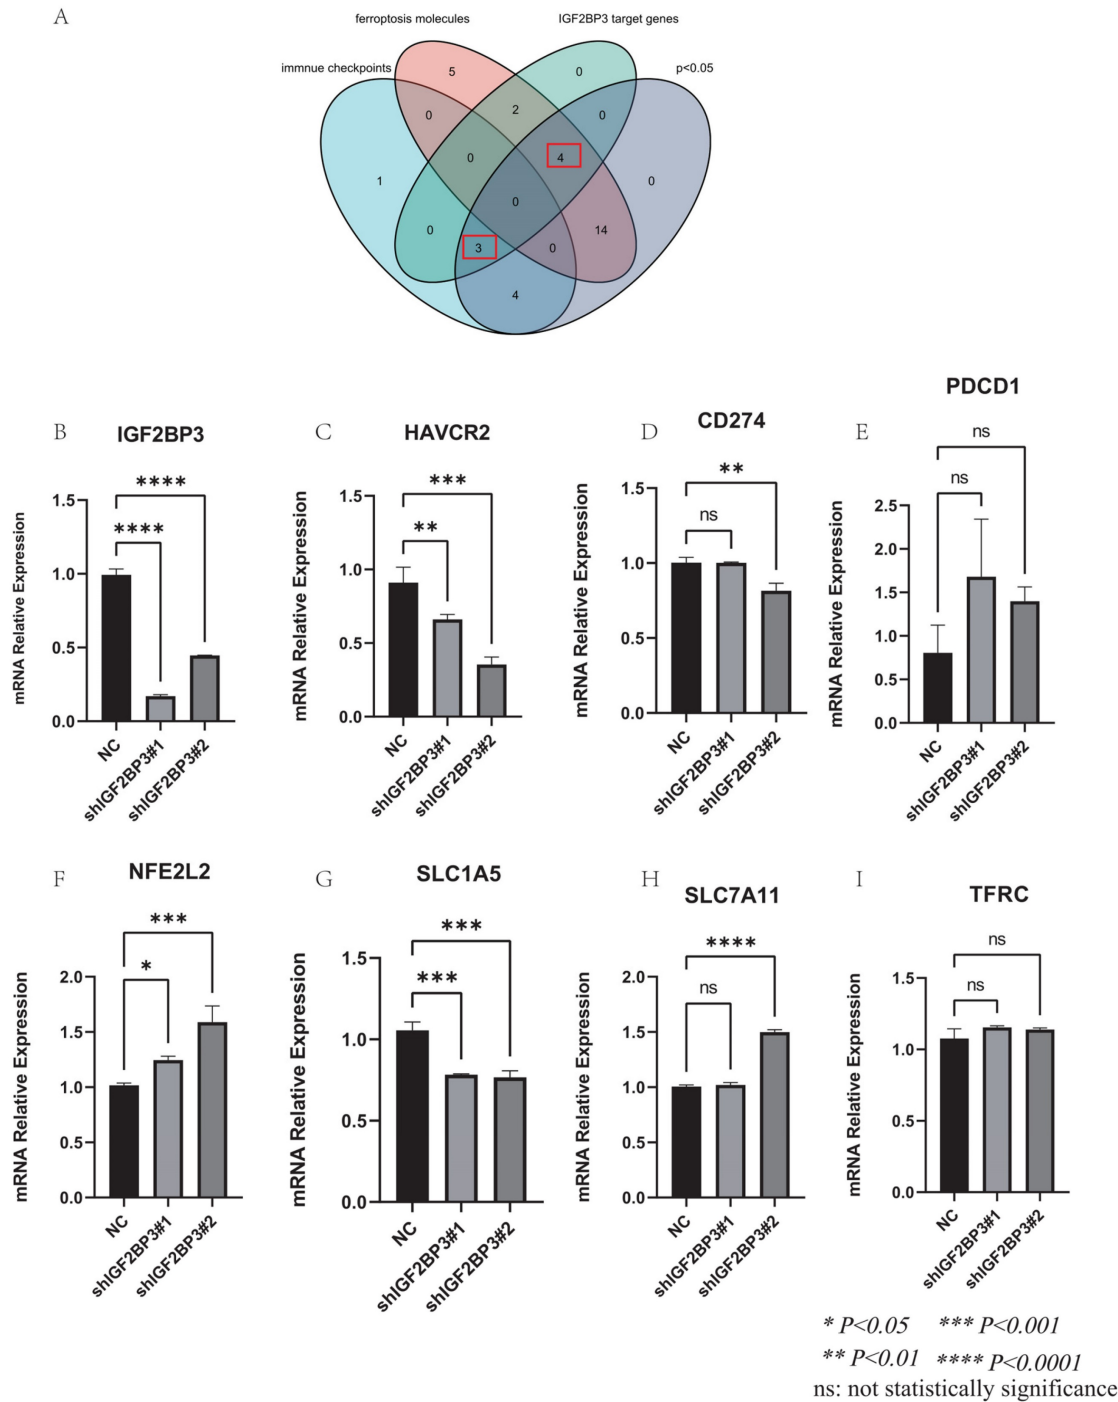 A
ferroptosis molecules
IGF2BP3 target genes
immnue checkpoints
p<0.05
5
0
0
2
0
0
4
1
0
0
0
14
3
0
4
B
IGF2BP3
mRNA Relative Expression
1.5
1.0
0.5
0.0
****
****
NC
shIGF2BP3#1
shIGF2BP3#2
C
HAVCR2
mRNA Relative Expression
1.5
1.0
0.5
0.0
***
**
NC
shIGF2BP3#1
shIGF2BP3#2
D
CD274
mRNA Relative Expression
1.5
1.0
0.5
0.0
**
ns
NC
shIGF2BP3#1
shIGF2BP3#2
E
PDCD1
mRNA Relative Expression
2.5
2.0
1.5
1.0
0.5
0.0
ns
ns
NC
shIGF2BP3#1
shIGF2BP3#2
F
NFE2L2
mRNA Relative Expression
2.0
1.5
1.0
0.5
0.0
***
*
NC
shIGF2BP3#1
shIGF2BP3#2
G
SLC1A5
mRNA Relative Expression
1.5
1.0
0.5
0.0
***
***
NC
shIGF2BP3#1
shIGF2BP3#2
H
SLC7A11
mRNA Relative Expression
2.0
1.5
1.0
0.5
0.0
****
ns
NC
shIGF2BP3#1
shIGF2BP3#2
I
TFRC
mRNA Relative Expression
1.5
1.0
0.5
0.0
ns
ns
NC
shIGF2BP3#1
shIGF2BP3#2
* P<0.05 *** P<0.001
** P<0.01 **** P<0.0001
ns: not statistically significance